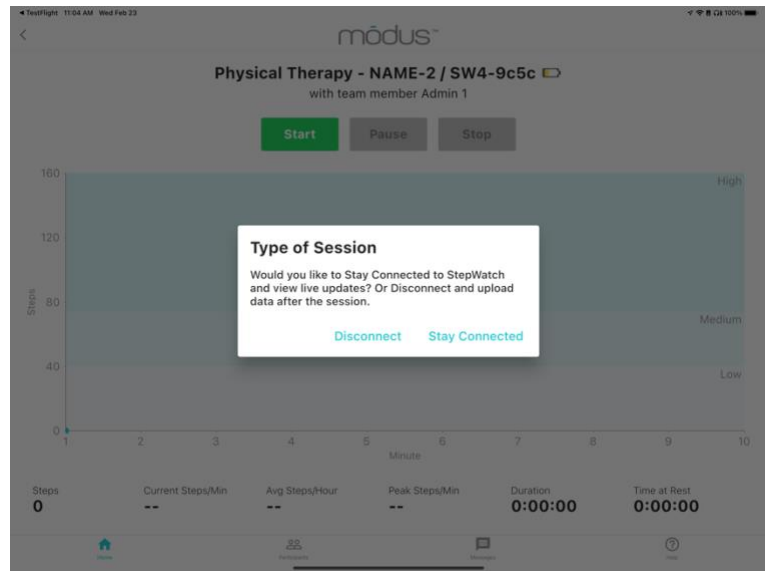 TestFlight 11:04 AM Wed Feb 23
100%
mōdus™
Physical Therapy - NAME-2 / SW4-9c5c
with team member Admin 1
Start Pause Stop
160
High
120
Type of Session
Would you like to Stay Connected to StepWatch
and view live updates? Or Disconnect and upload
data after the session.
Disconnect Stay Connected
Steps
80
Medium
40
Low
0
1 2 3 4 5 6 7 8 9 10
Minute
Steps Current Steps/Min Avg Steps/Hour Peak Steps/Min Duration Time at Rest
0 -- -- -- 0:00:00 0:00:00
Home Participants Messages Help